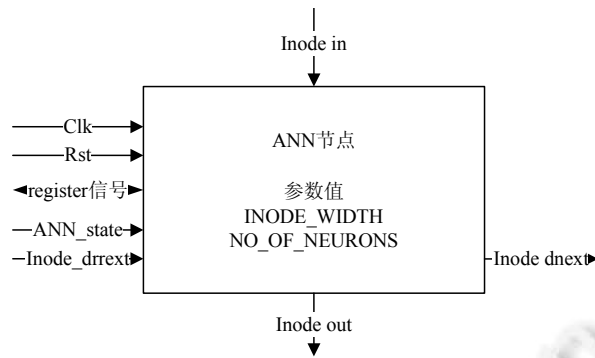 Inode in
Clk
Rst
register信号
ANN_state
Inode_drrext
ANN节点
参数值
INODE_WIDTH
NO_OF_NEURONS
Inode dnext
Inode out